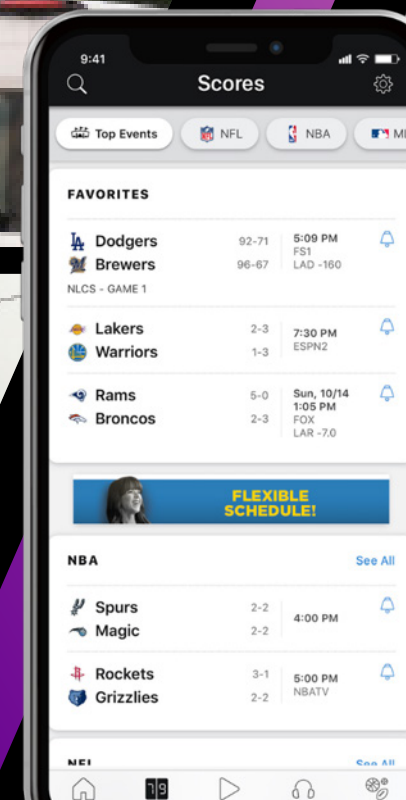 9:41
Scores
Top Events NFL NBA
FAVORITES
Dodgers 92-71 5:09 PM
FS1
Brewers 96-67 LAD -160
NLCS - GAME 1
Lakers 2-3 7:30 PM
Warriors 1-3 ESPN2
Rams 5-0 Sun, 10/14
1:05 PM
Broncos 2-3 FOX
LAR -7.0
FLEXIBLE
SCHEDULE!
NBA See All
Spurs 2-2 4:00 PM
Magic 2-2
Rockets 3-1 5:00 PM
Grizzlies 2-2 NBATV
NFL See All